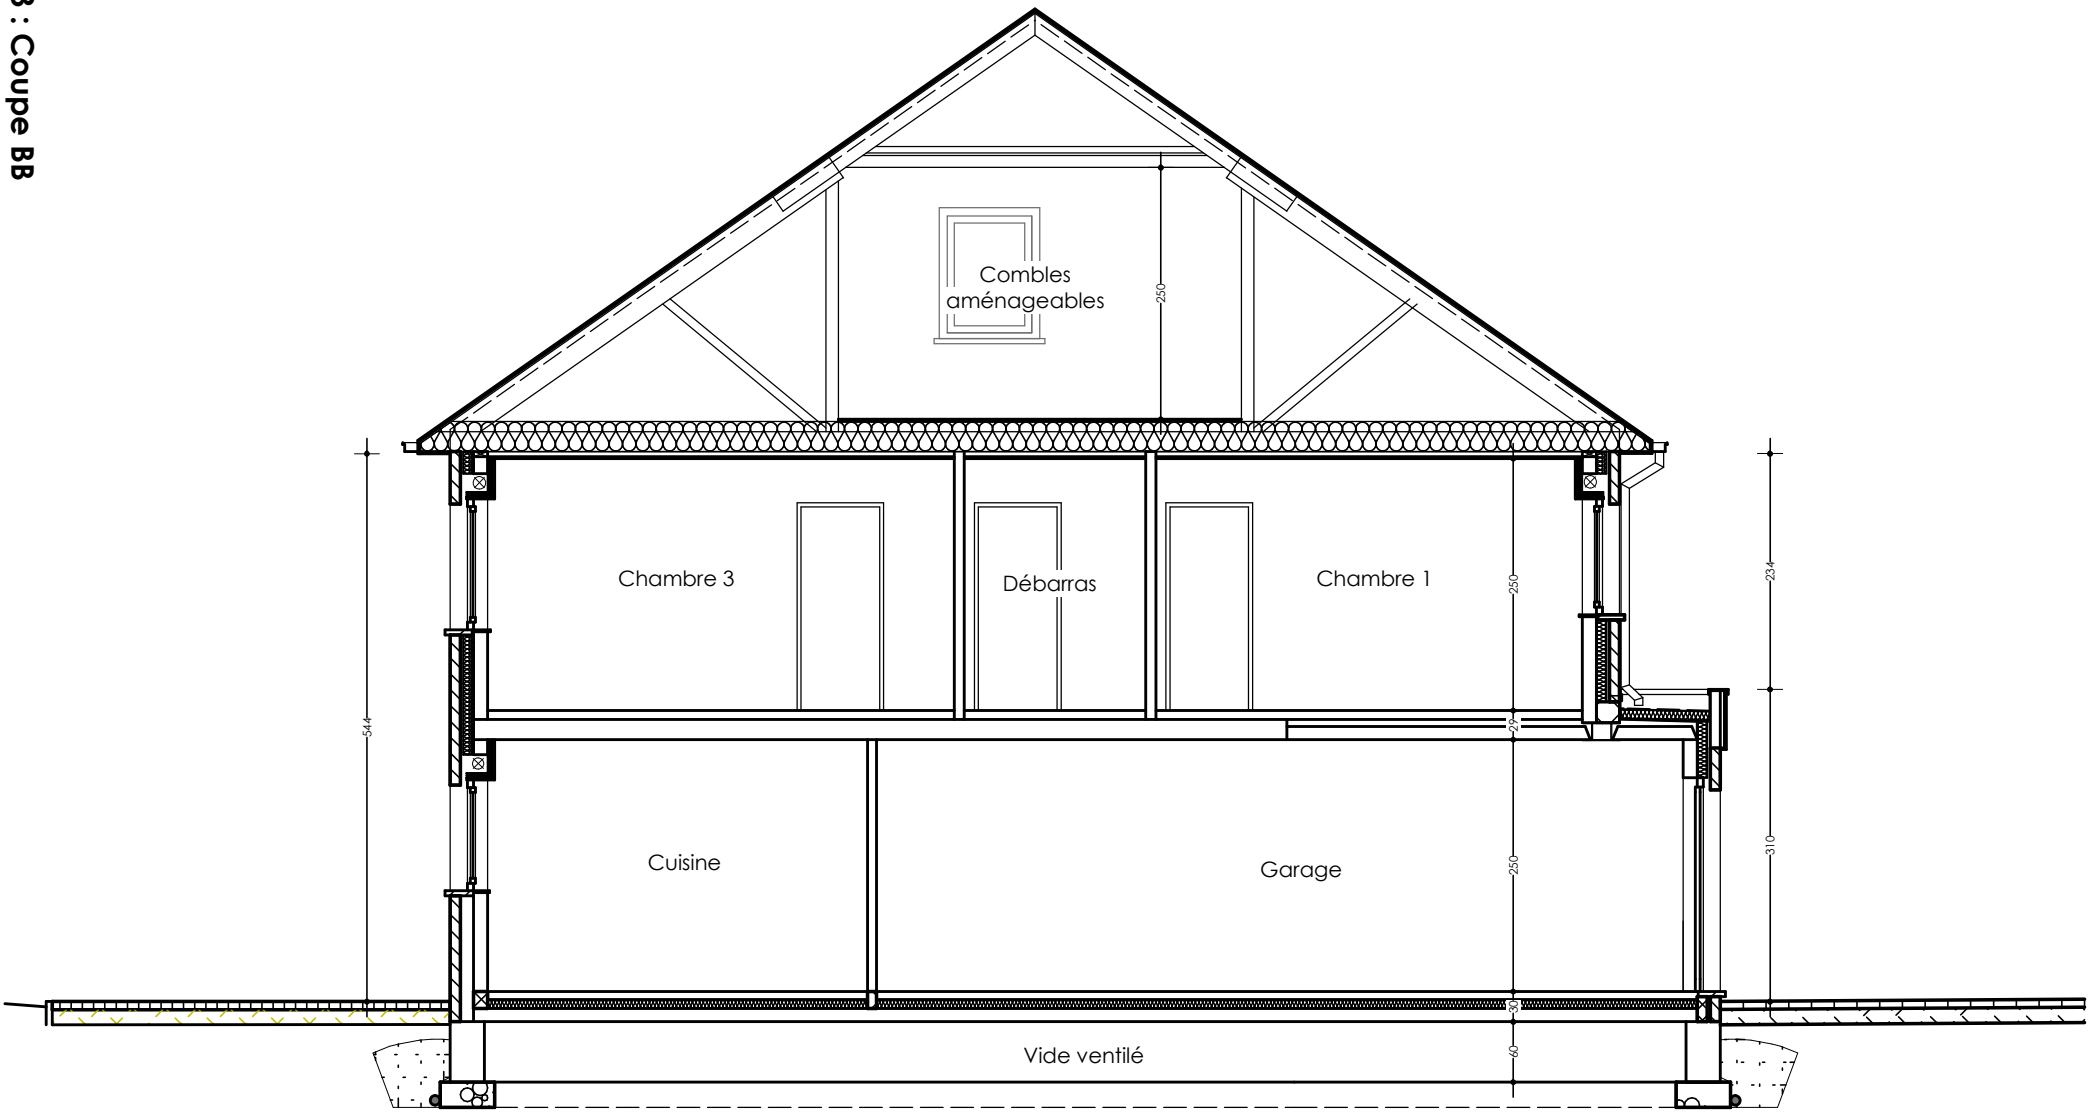 : Coupe BB
Combles
aménageables
250
Chambre 3
Débarras
Chambre 1
250
234
544
29
Cuisine
Garage
250
310
30
Vide ventilé
60